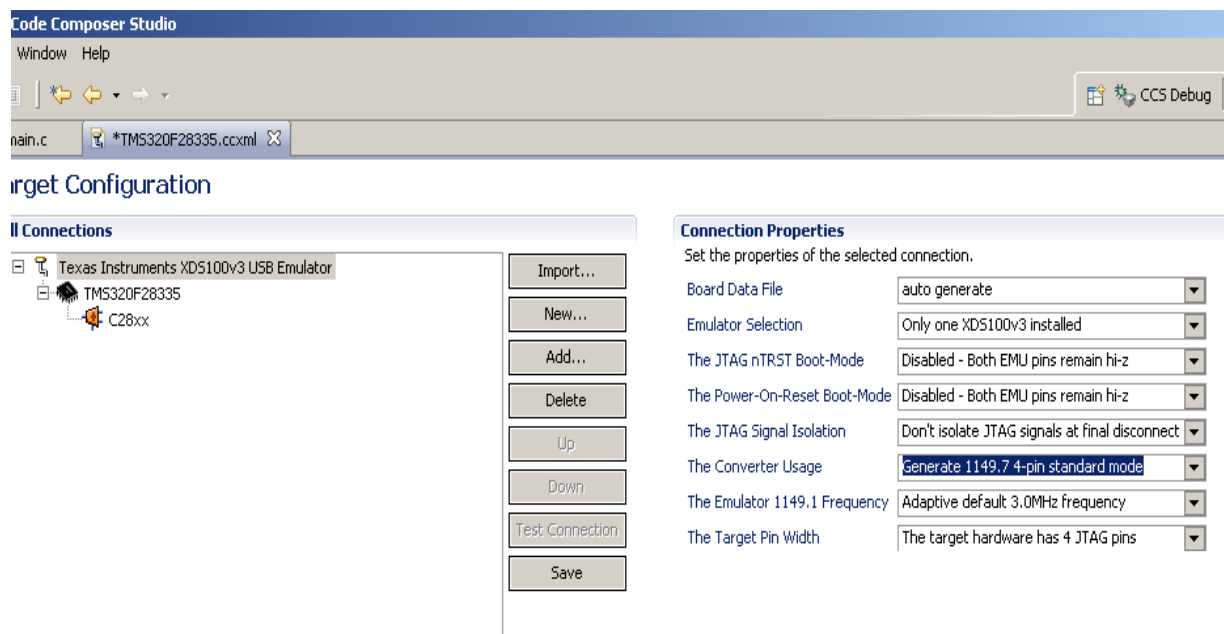 Code Composer Studio
Window Help
CCS Debug
main.c
*TMS320F28335.ccxml
rget Configuration
ll Connections
Texas Instruments XDS100v3 USB Emulator
TMS320F28335
C28xx
Import...
New...
Add...
Delete
Up
Down
Test Connection
Save
Connection Properties
Set the properties of the selected connection.
Board Data File auto generate
Emulator Selection Only one XDS100v3 installed
The JTAG nTRST Boot-Mode Disabled - Both EMU pins remain hi-z
The Power-On-Reset Boot-Mode Disabled - Both EMU pins remain hi-z
The JTAG Signal Isolation Don't isolate JTAG signals at final disconnect
The Converter Usage Generate 1149.7 4-pin standard mode
The Emulator 1149.1 Frequency Adaptive default 3.0MHz frequency
The Target Pin Width The target hardware has 4 JTAG pins